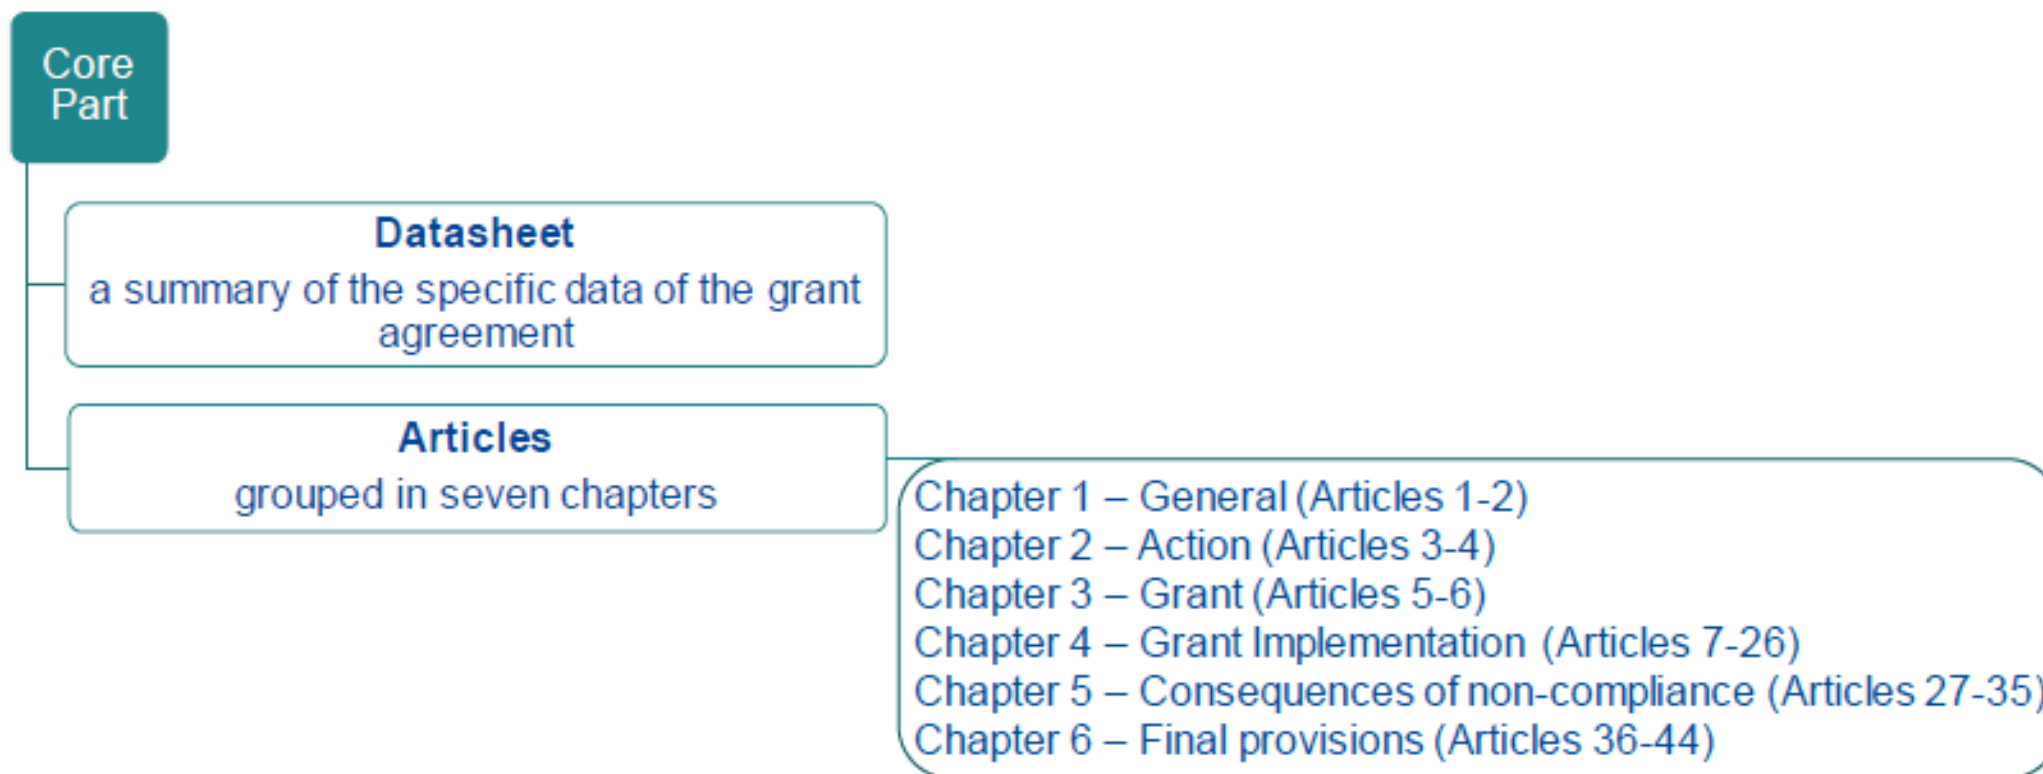 Core
Part
Datasheet
a summary of the specific data of the grant
agreement
Articles
grouped in seven chapters
Chapter 1 – General (Articles 1-2)
Chapter 2 – Action (Articles 3-4)
Chapter 3 – Grant (Articles 5-6)
Chapter 4 – Grant Implementation (Articles 7-26)
Chapter 5 – Consequences of non-compliance (Articles 27-35)
Chapter 6 – Final provisions (Articles 36-44)